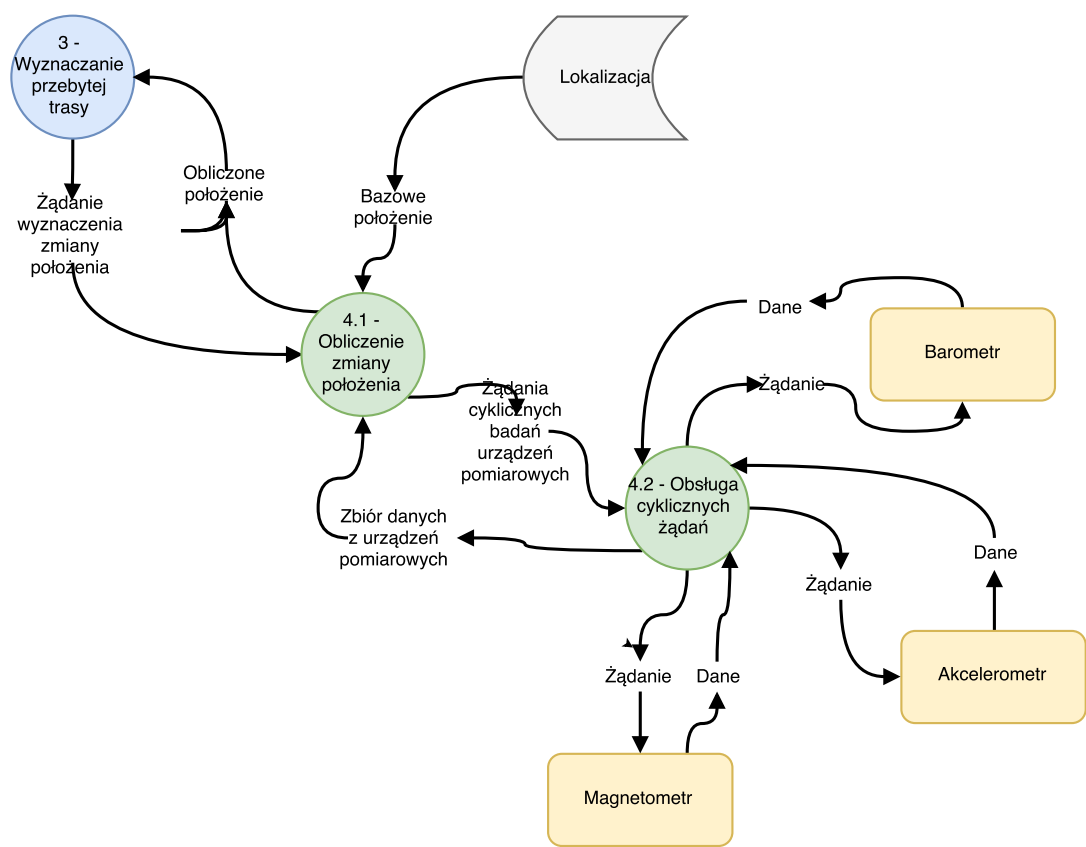 3 -
Wyznaczanie
przebytej
trasy
Lokalizacja
Obliczone
położenie
Bazowe
położenie
Żądanie
wyznaczenia
zmiany
położenia
4.1 -
Obliczenie
zmiany
położenia
Dane
Barometr
Żądanie
Żądania
cyklicznych
badań
urządzeń
pomiarowych
4.2 - Obsługa
cyklicznych
żądań
Zbiór danych
z urządzeń
pomiarowych
Dane
Żądanie
Żądanie
Dane
Akcelerometr
Magnetometr